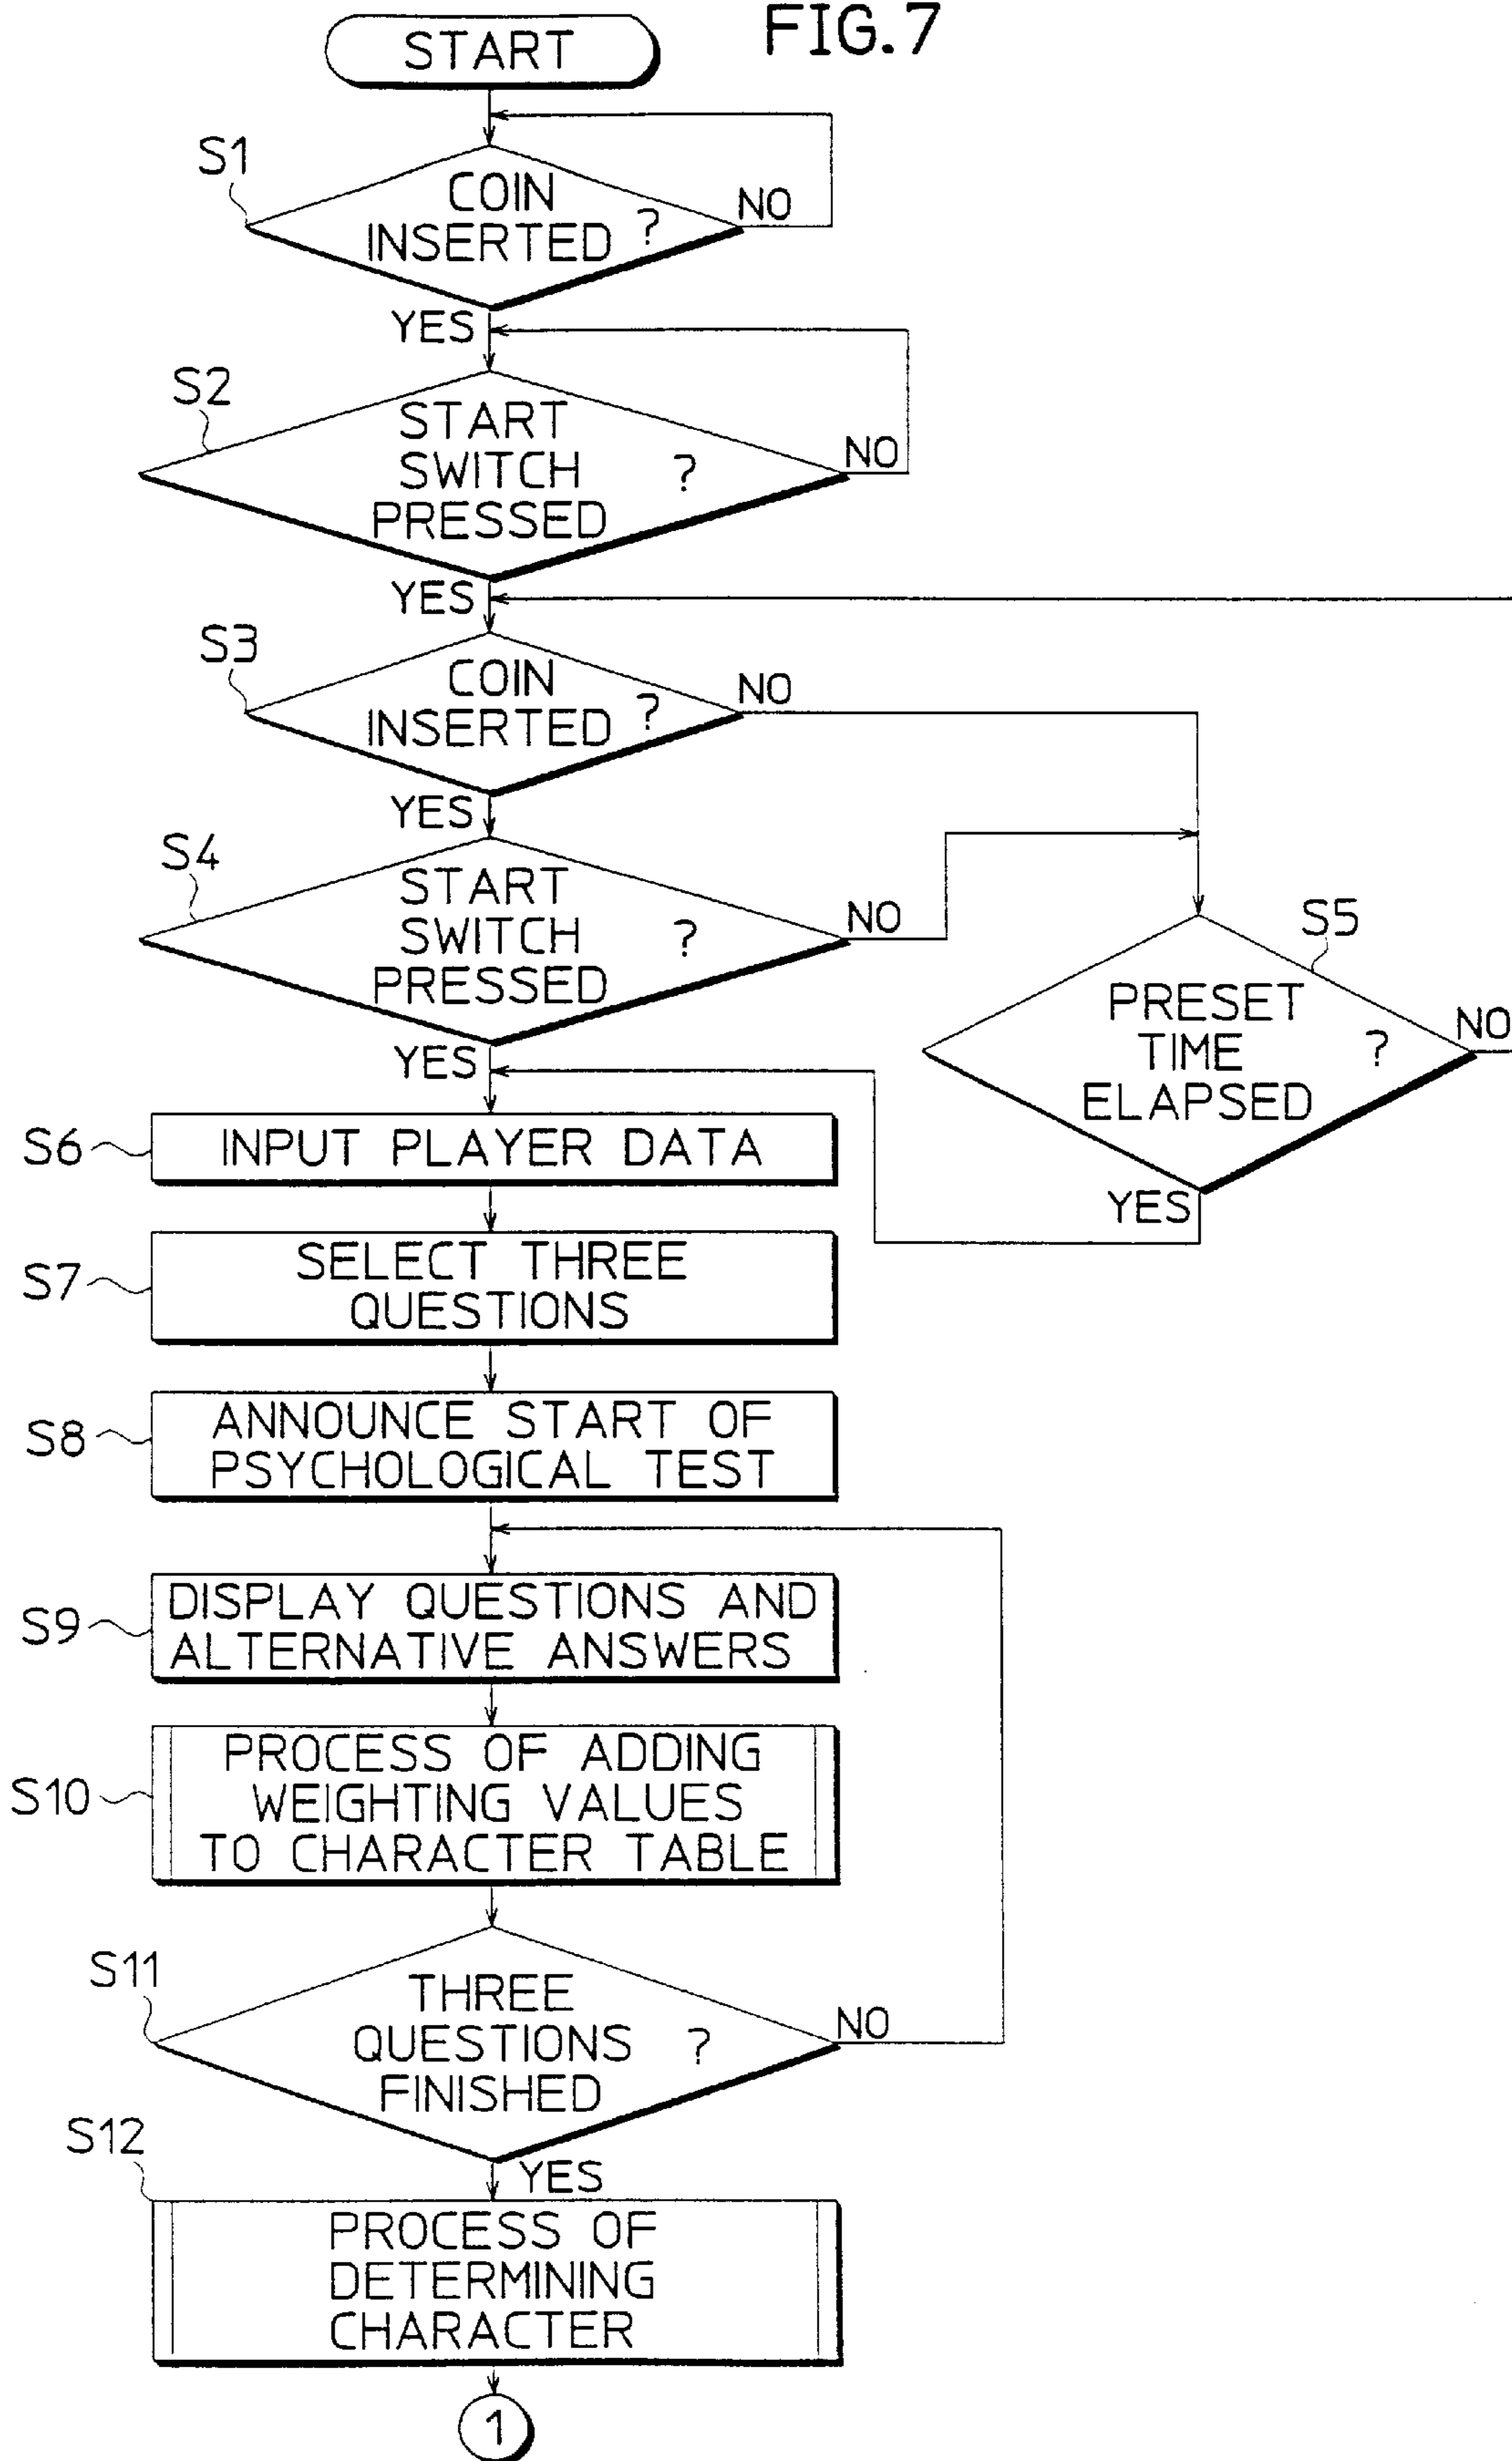 FIG.7
START
S1
COIN
INSERTED ?
NO
YES
S2
START
SWITCH ?
PRESSED
NO
YES
S3
COIN
INSERTED ?
NO
YES
S4
START
SWITCH ?
PRESSED
NO
S5
PRESET
TIME ?
ELAPSED
NO
YES
YES
S6
INPUT PLAYER DATA
S7
SELECT THREE
QUESTIONS
S8
ANNOUNCE START OF
PSYCHOLOGICAL TEST
S9
DISPLAY QUESTIONS AND
ALTERNATIVE ANSWERS
S10
PROCESS OF ADDING
WEIGHTING VALUES
TO CHARACTER TABLE
S11
THREE
QUESTIONS ?
FINISHED
NO
YES
S12
PROCESS OF
DETERMINING
CHARACTER
1